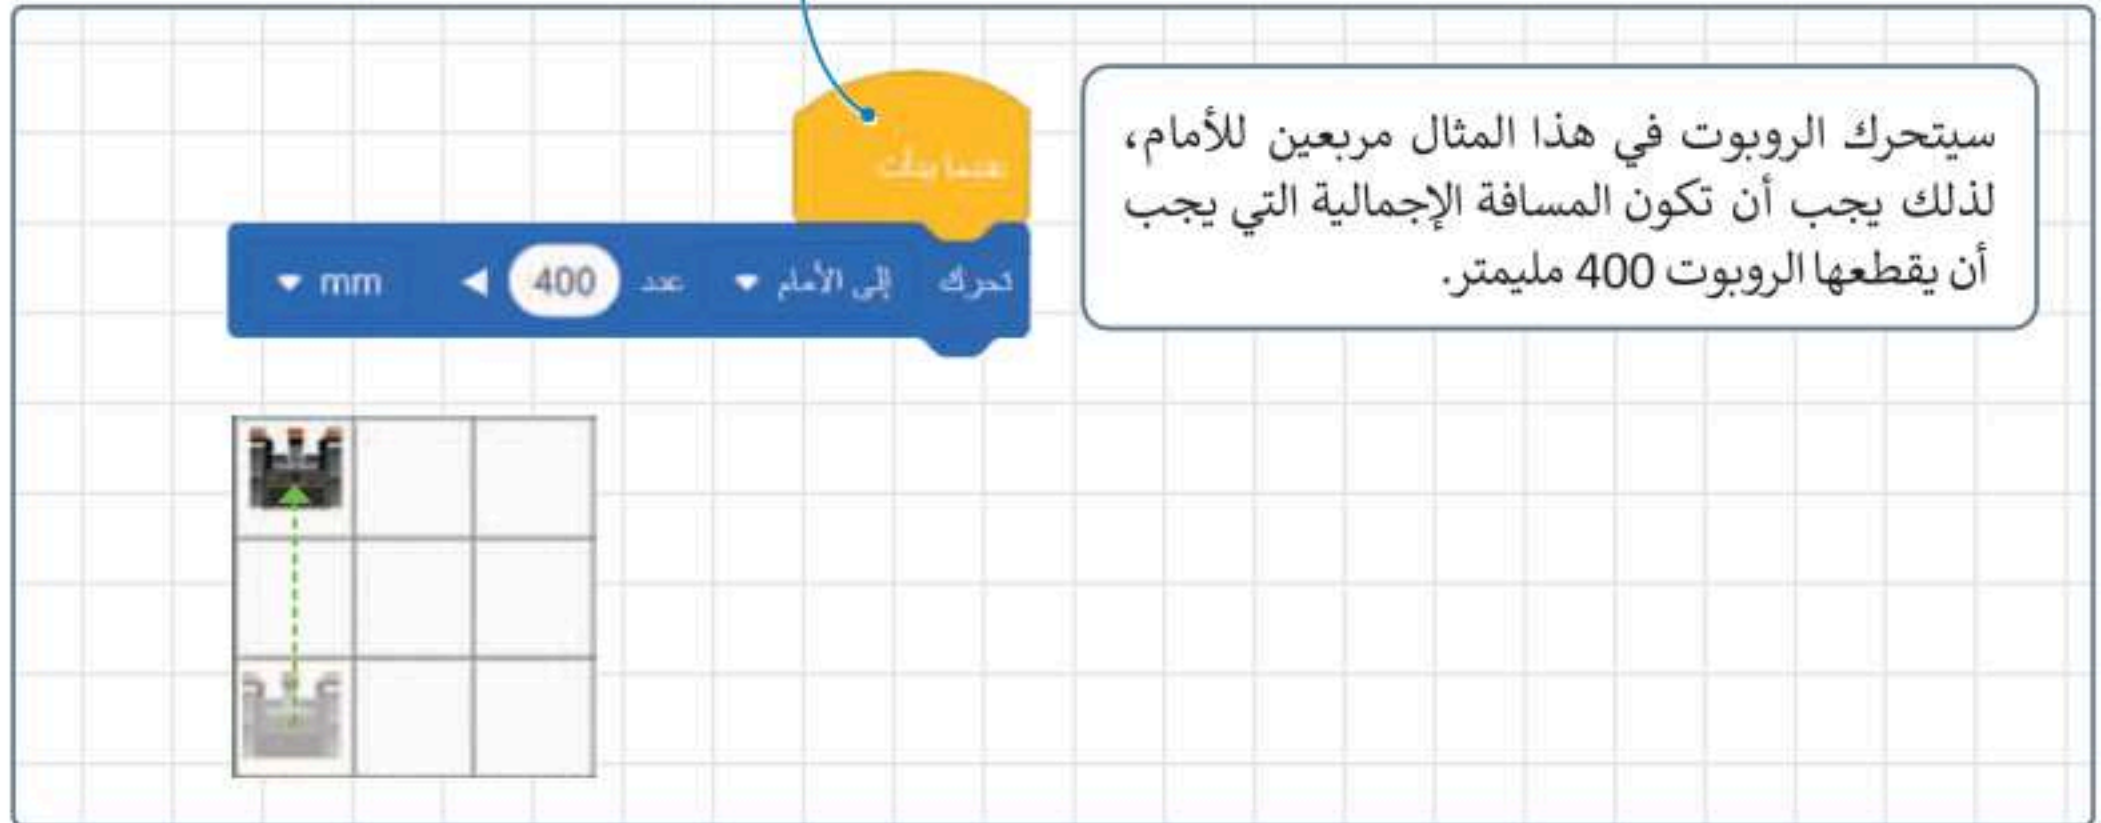 سيتحرك الروبوت في هذا المثال مربعين للأمام،
لذلك يجب أن تكون المسافة الإجمالية التي يجب
أن يقطعها الروبوت 400 مليمتر.
عندما بدأت
تحرك إلى الأمام عدد 400 mm